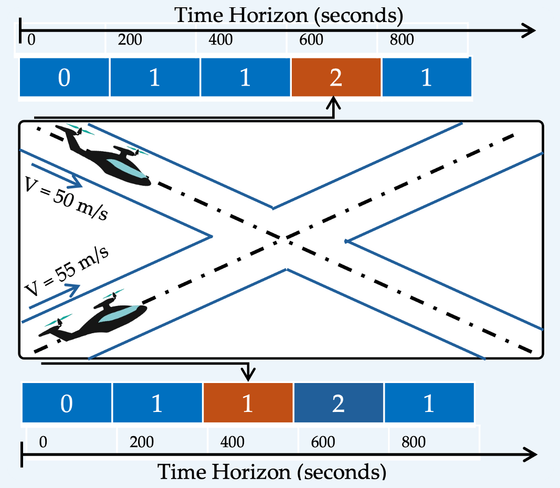 Time Horizon (seconds)
0 200 400 600 800
0 1 1 2 1
V = 50 m/s
V = 55 m/s
0 1 1 2 1
0 200 400 600 800
Time Horizon (seconds)